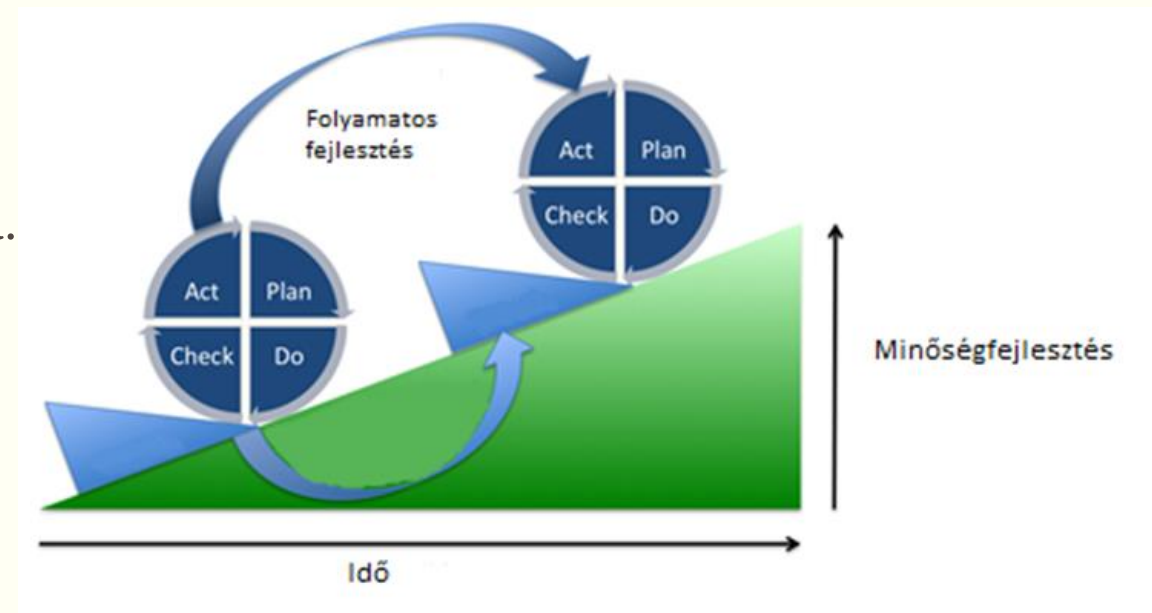 Folyamatos
fejlesztés
Act Plan
Check Do
Act Plan
Check Do
Minőségfejlesztés
Idő